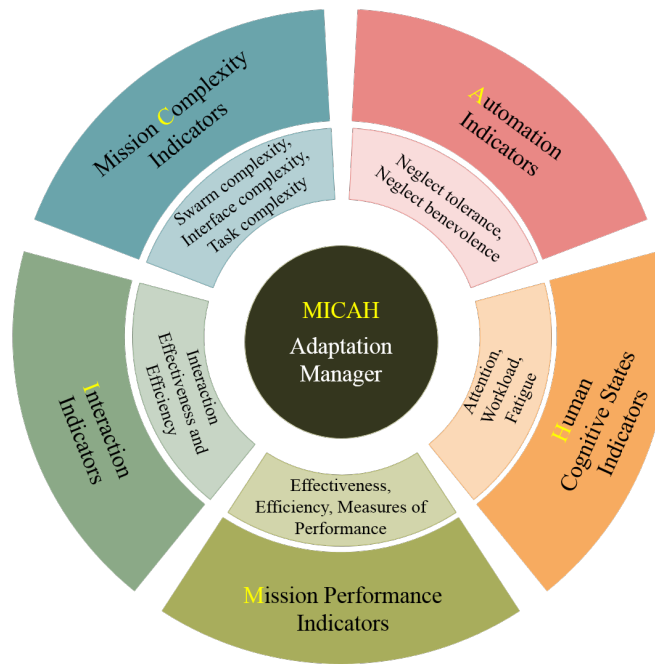 Mission Complexity
Indicators
Swarm complexity,
Interface complexity,
Task complexity
Automation
Indicators
Neglect tolerance,
Neglect benevolence
MICAH
Adaptation
Manager
Interaction
Indicators
Interaction
Effectiveness and
Efficiency
Attention,
Workload,
Fatigue
Human
Cognitive States
Indicators
Effectiveness,
Efficiency, Measures of
Performance
Mission Performance
Indicators